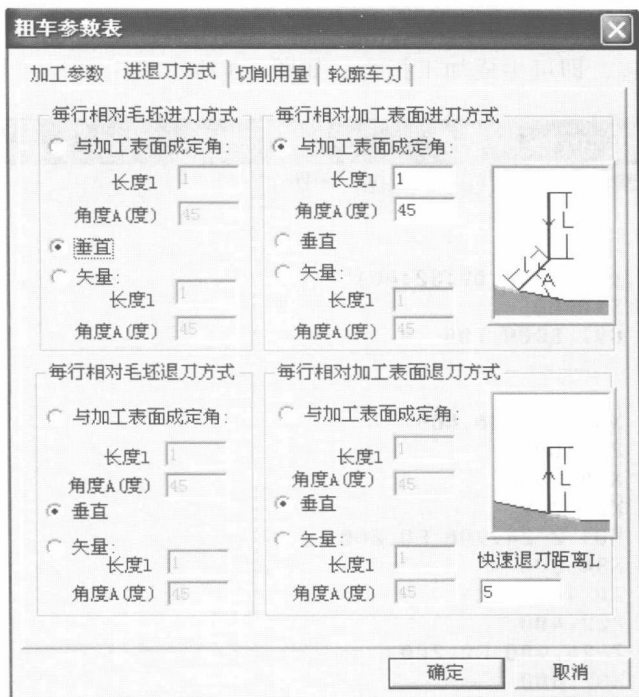 粗车参数表
加工参数 进退刀方式 切削用量 轮廓车刀
每行相对毛坯进刀方式
与加工表面成定角:
长度l 1
角度A(度) 45
垂直
矢量:
长度l 1
角度A(度) 45
每行相对加工表面进刀方式
与加工表面成定角:
长度l 1
角度A(度) 45
垂直
矢量:
长度l 1
角度A(度) 45
L
l
A
每行相对毛坯退刀方式
与加工表面成定角:
长度l 1
角度A(度) 45
垂直
矢量:
长度l 1
角度A(度) 45
每行相对加工表面退刀方式
与加工表面成定角:
长度l 1
角度A(度) 45
垂直
矢量:
长度l 1
角度A(度) 45
L
快速退刀距离L
5
确定 取消